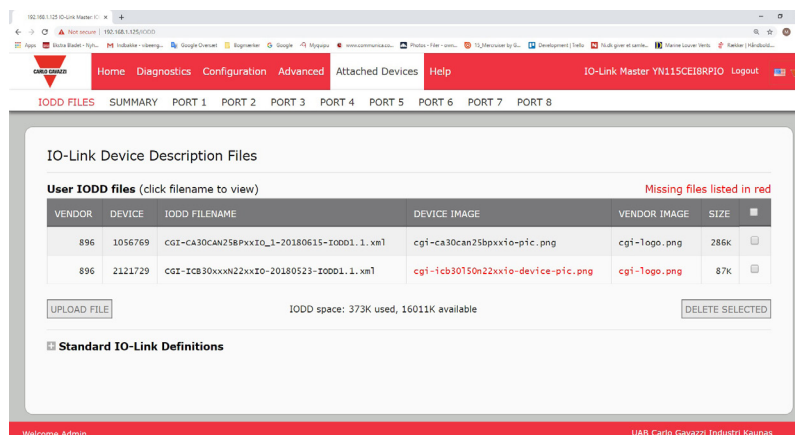 192.168.1.125 IO-Link Master: IO
Not secure | 192.168.1.125/IODD
Apps Google Oversæt Bogmærker Google Photos
CARLO GAVAZZI
Home Diagnostics Configuration Advanced Attached Devices Help IO-Link Master YN115CEI8RPIO Logout
IODD FILES SUMMARY PORT 1 PORT 2 PORT 3 PORT 4 PORT 5 PORT 6 PORT 7 PORT 8
IO-Link Device Description Files
User IODD files (click filename to view) Missing files listed in red
VENDOR DEVICE IODD FILENAME DEVICE IMAGE VENDOR IMAGE SIZE
896 1056769 CGI-CA30CAN25BPxxIO_1-20180615-IODD1.1.xml cgi-ca30can25bpxxio-pic.png cgi-logo.png 286K
896 2121729 CGI-ICB30xxxN22xxIO-20180523-IODD1.1.xml cgi-icb30l50n22xxio-device-pic.png cgi-logo.png 87K
UPLOAD FILE IODD space: 373K used, 16011K available DELETE SELECTED
Standard IO-Link Definitions
Welcome Admin UAB Carlo Gavazzi Industri Kaunas